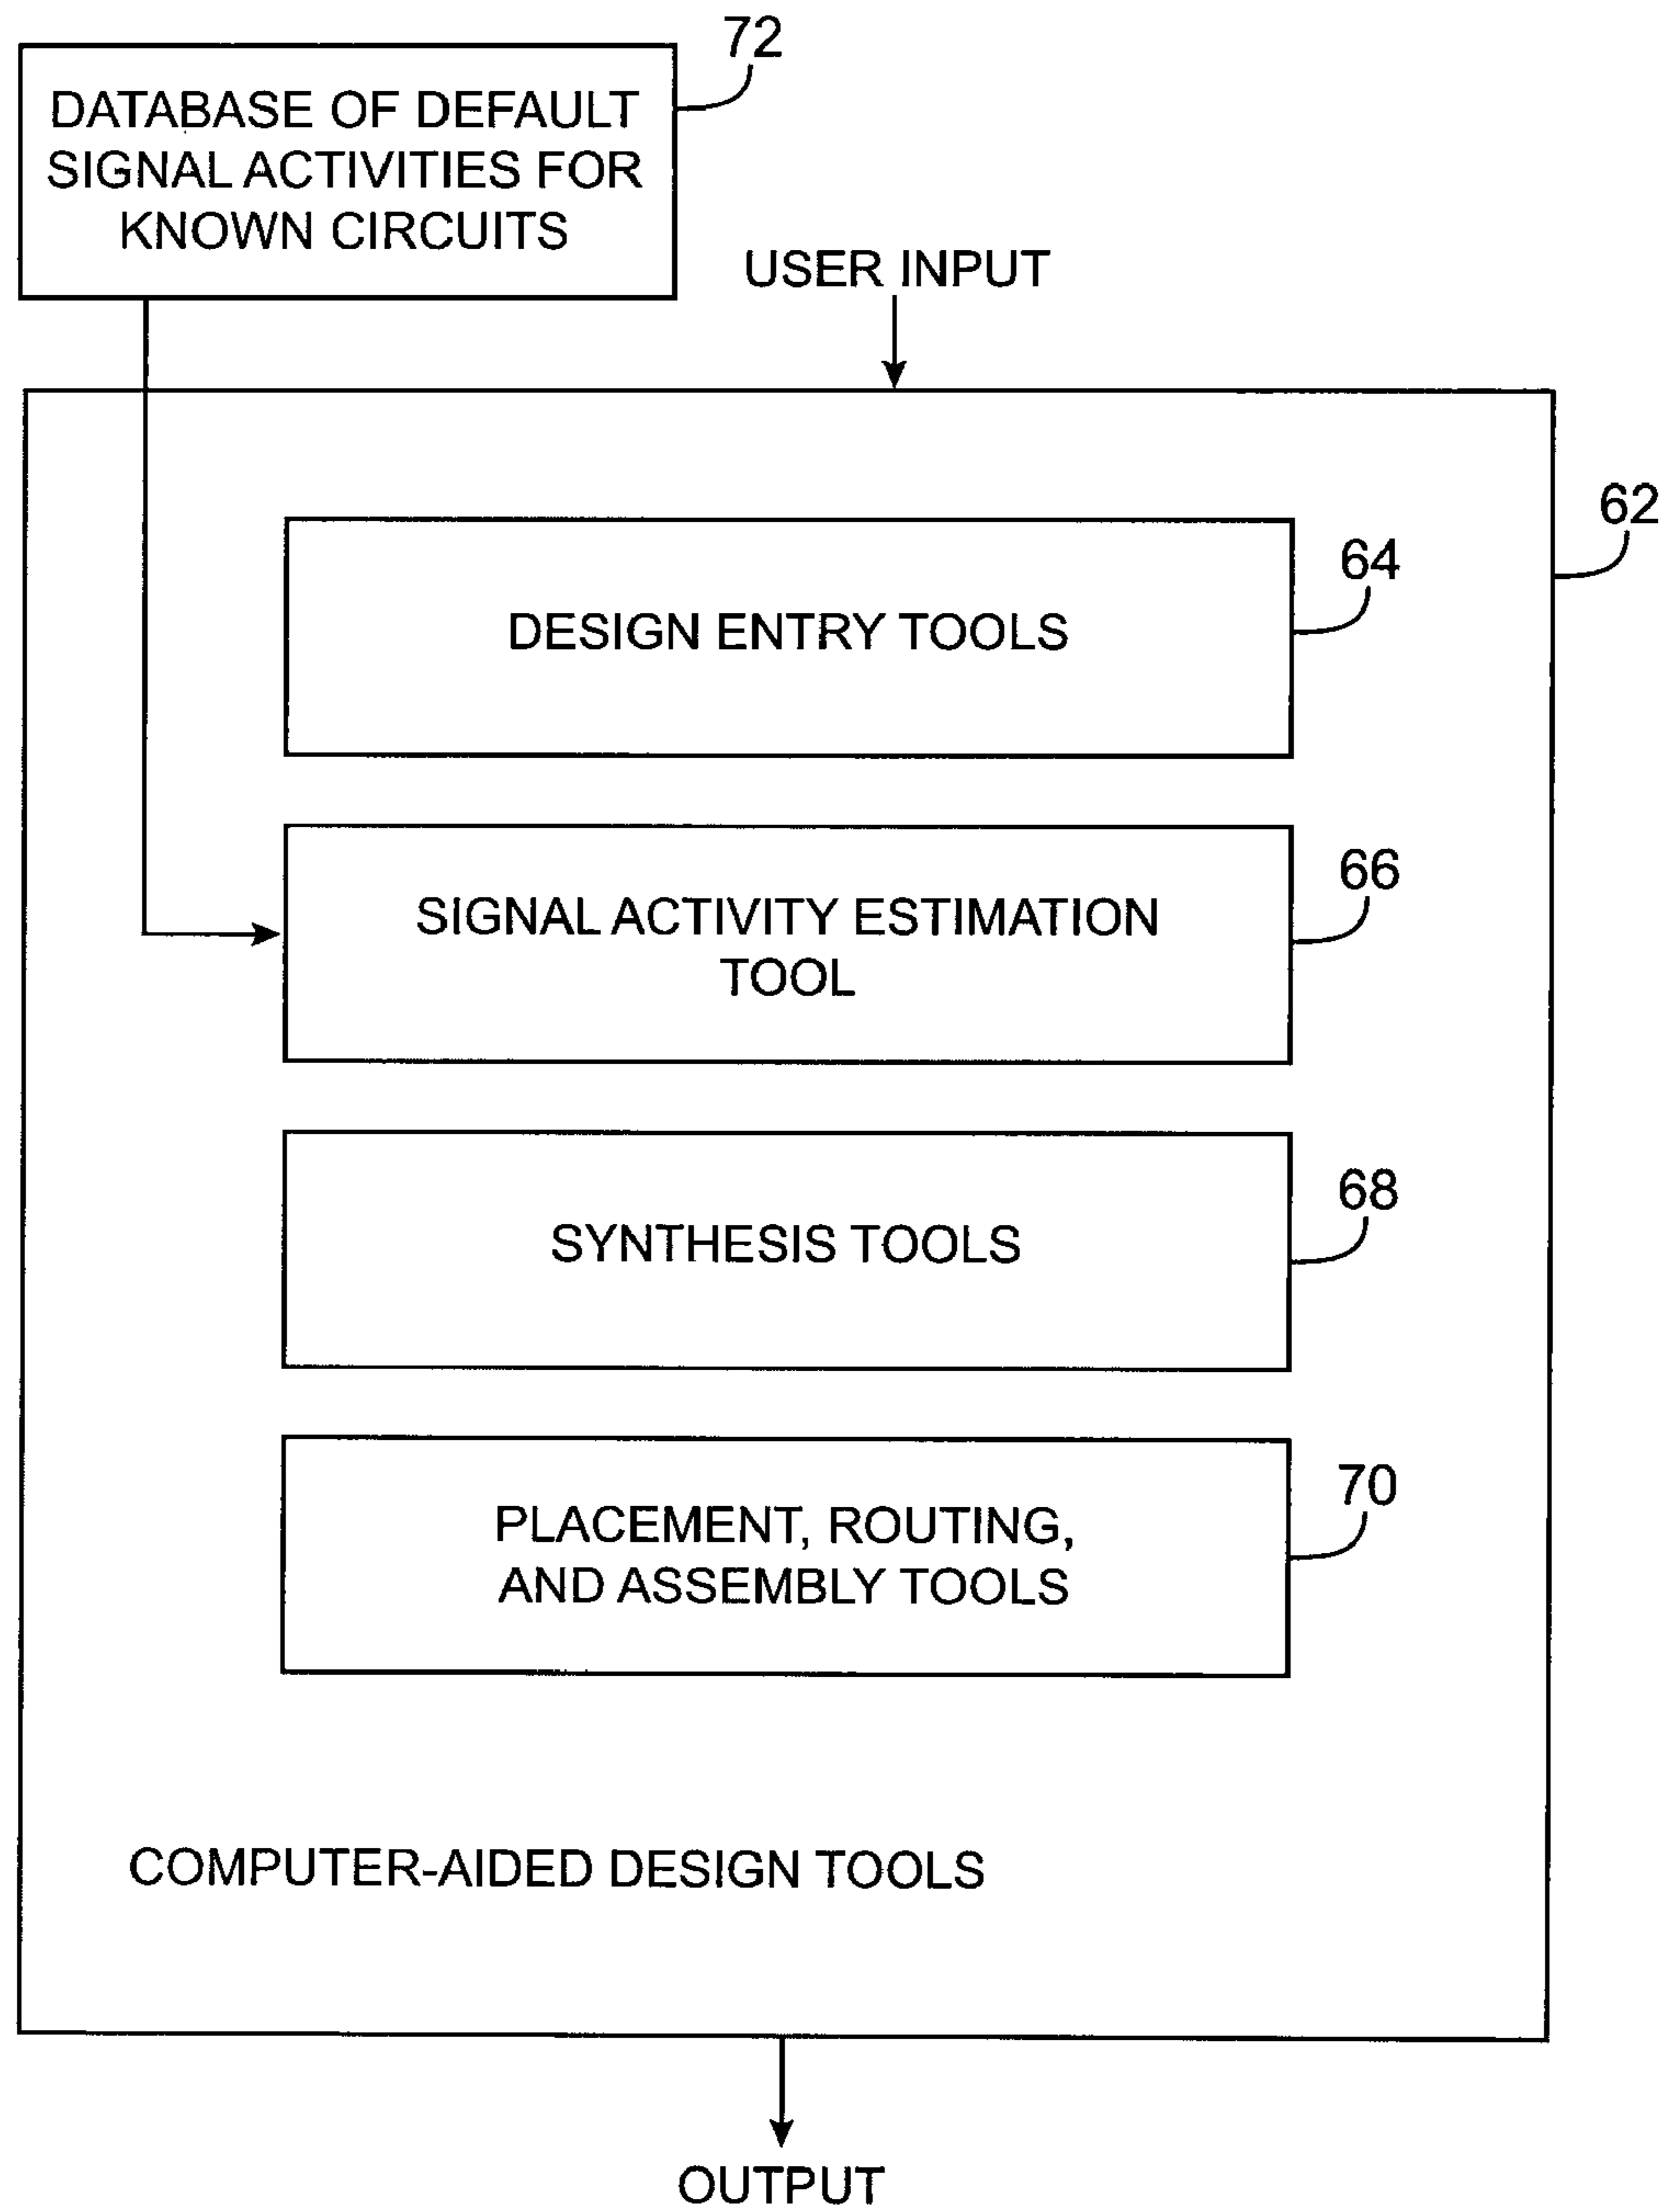 72
DATABASE OF DEFAULT
SIGNAL ACTIVITIES FOR
KNOWN CIRCUITS
USER INPUT
62
64
DESIGN ENTRY TOOLS
66
SIGNAL ACTIVITY ESTIMATION
TOOL
68
SYNTHESIS TOOLS
70
PLACEMENT, ROUTING,
AND ASSEMBLY TOOLS
COMPUTER-AIDED DESIGN TOOLS
OUTPUT